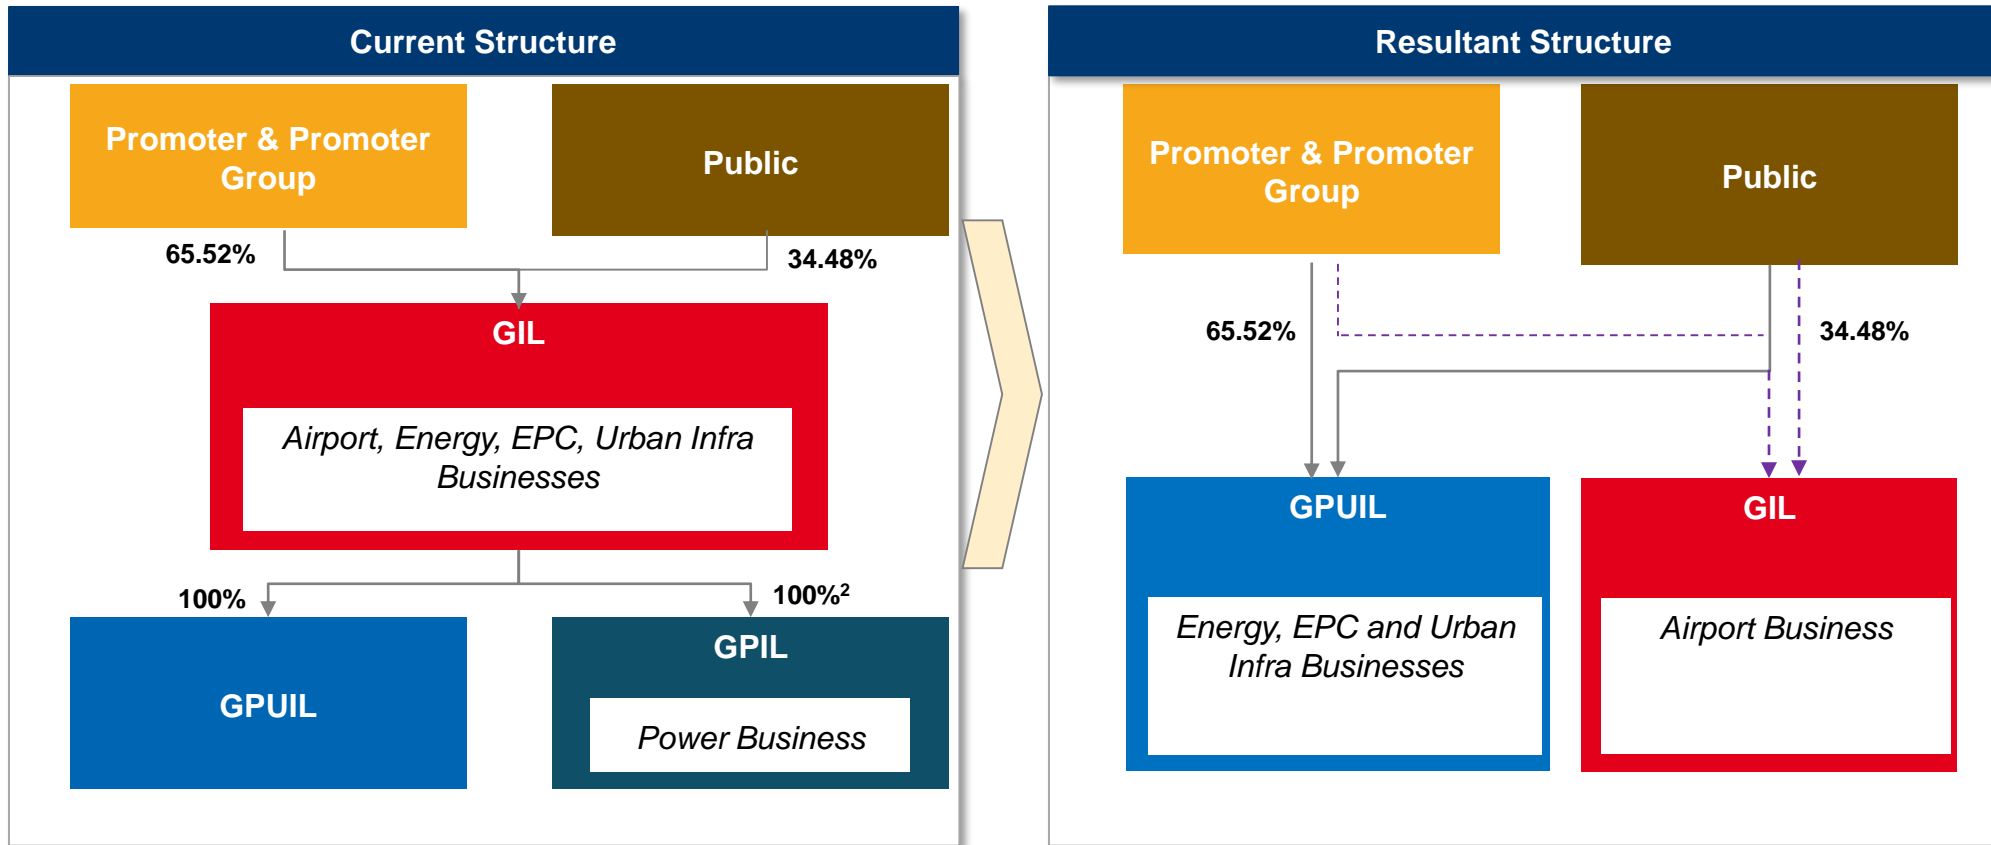 Current Structure
Promoter & Promoter
Group
Public
65.52%
34.48%
GIL
Airport, Energy, EPC, Urban Infra
Businesses
100%
100%²
GPUIL
GPIL
Power Business
Resultant Structure
Promoter & Promoter
Group
Public
65.52%
34.48%
GPUIL
Energy, EPC and Urban
Infra Businesses
GIL
Airport Business